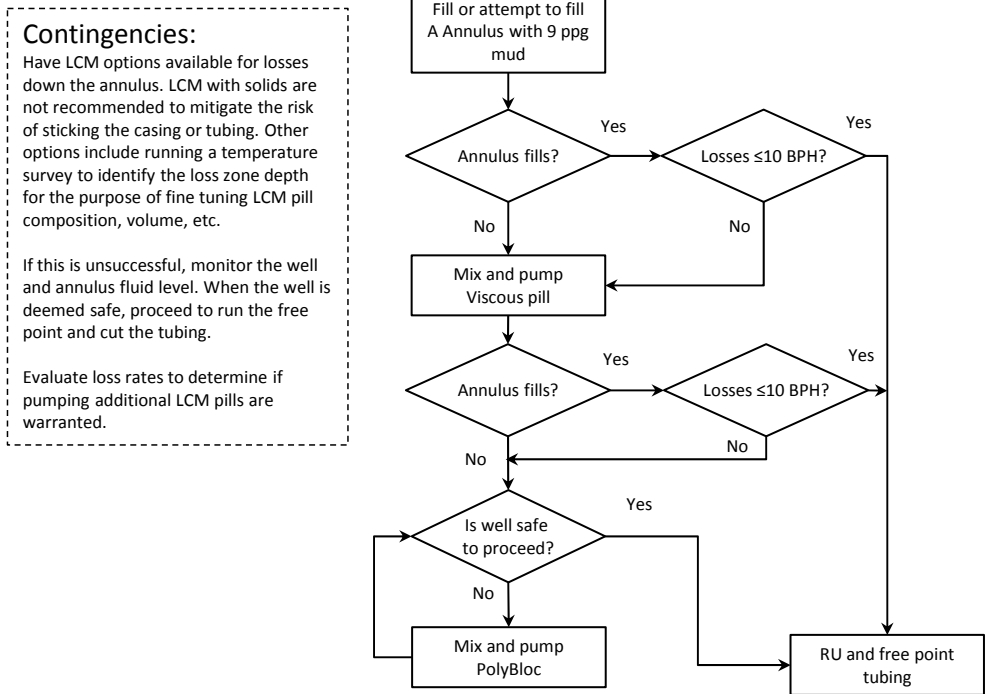 Contingencies:
Have LCM options available for losses
down the annulus. LCM with solids are
not recommended to mitigate the risk
of sticking the casing or tubing. Other
options include running a temperature
survey to identify the loss zone depth
for the purpose of fine tuning LCM pill
composition, volume, etc.
If this is unsuccessful, monitor the well
and annulus fluid level. When the well is
deemed safe, proceed to run the free
point and cut the tubing.
Evaluate loss rates to determine if
pumping additional LCM pills are
warranted.
Fill or attempt to fill
A Annulus with 9 ppg
mud
Annulus fills?
Yes
Losses ≤10 BPH?
Yes
No
No
Mix and pump
Viscous pill
Annulus fills?
Yes
Losses ≤10 BPH?
Yes
No
No
Is well safe
to proceed?
Yes
No
Mix and pump
PolyBloc
RU and free point
tubing